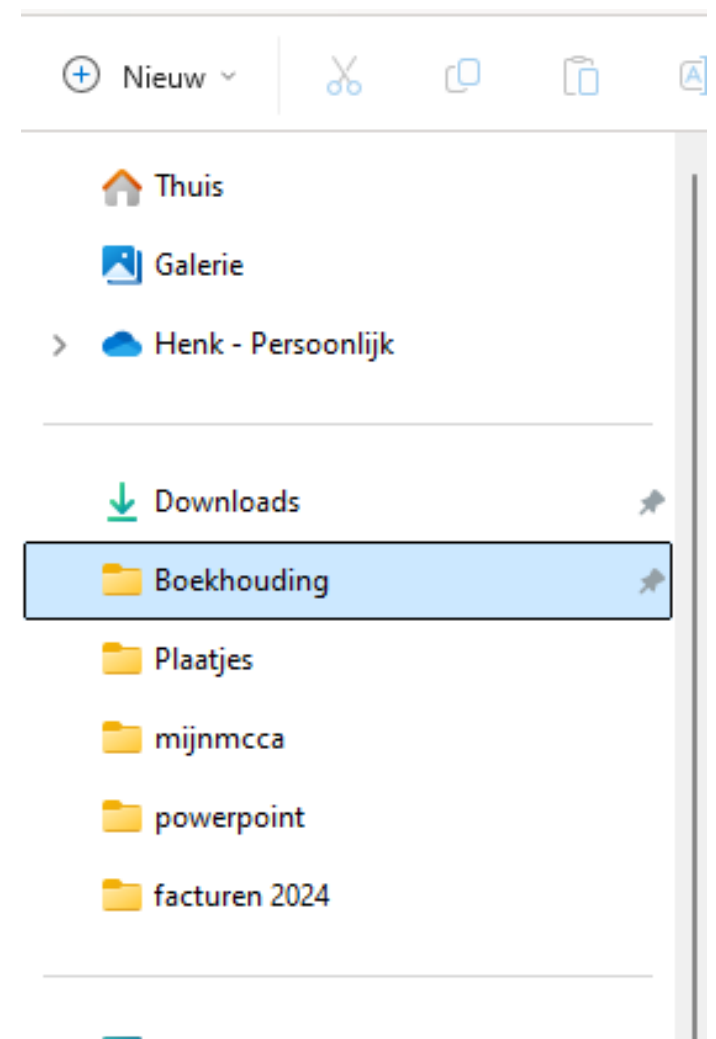 Nieuw
Thuis
Galerie
Henk - Persoonlijk
Downloads
Boekhouding
Plaatjes
mijnmcca
powerpoint
facturen 2024